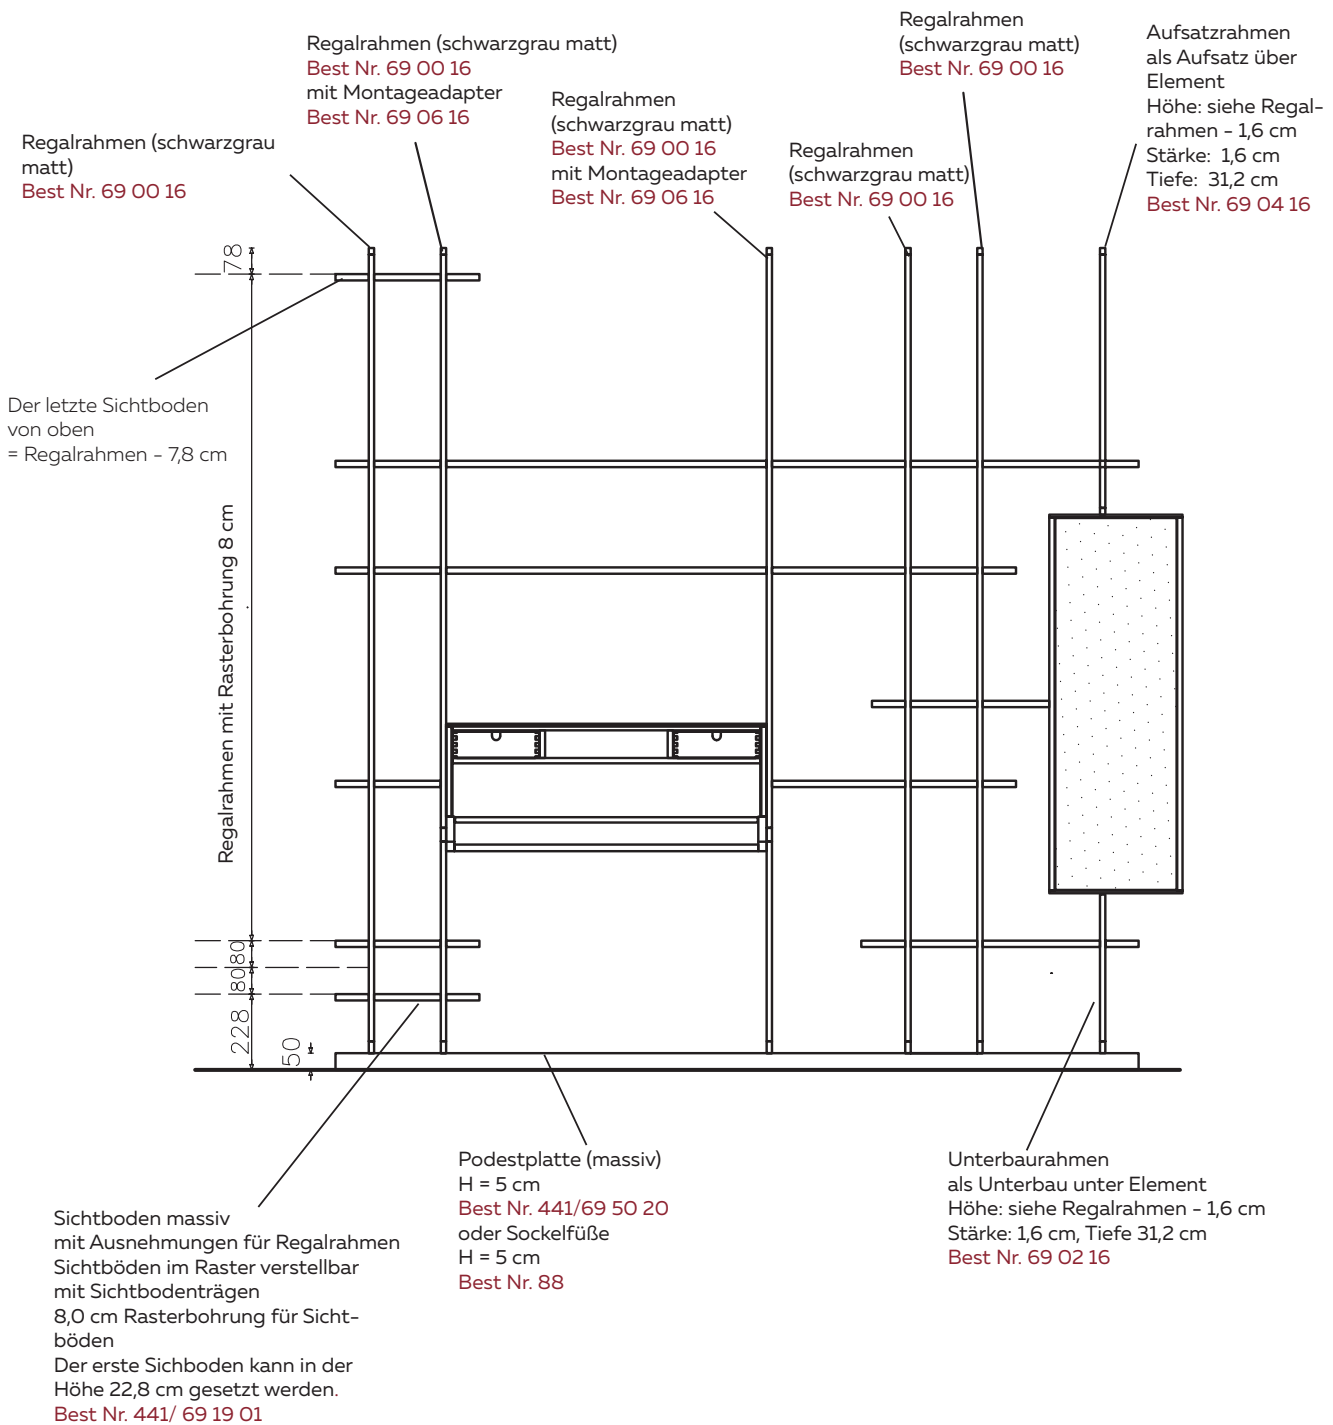 Regalrahmen (schwarzgrau
matt)
Best Nr. 69 00 16
Regalrahmen (schwarzgrau matt)
Best Nr. 69 00 16
mit Montageadapter
Best Nr. 69 06 16
Regalrahmen
(schwarzgrau matt)
Best Nr. 69 00 16
mit Montageadapter
Best Nr. 69 06 16
Regalrahmen
(schwarzgrau matt)
Best Nr. 69 00 16
Regalrahmen
(schwarzgrau matt)
Best Nr. 69 00 16
Aufsatzrahmen
als Aufsatz über
Element
Höhe: siehe Regal-
rahmen - 1,6 cm
Stärke: 1,6 cm
Tiefe: 31,2 cm
Best Nr. 69 04 16
78
Der letzte Sichtboden
von oben
= Regalrahmen - 7,8 cm
Regalrahmen mit Rasterbohrung 8 cm
80
80
228
50
Sichtboden massiv
mit Ausnehmungen für Regalrahmen
Sichtböden im Raster verstellbar
mit Sichtbodenträgen
8,0 cm Rasterbohrung für Sicht-
böden
Der erste Sichboden kann in der
Höhe 22,8 cm gesetzt werden.
Best Nr. 441/ 69 19 01
Podestplatte (massiv)
H = 5 cm
Best Nr. 441/69 50 20
oder Sockelfüße
H = 5 cm
Best Nr. 88
Unterbaurahmen
als Unterbau unter Element
Höhe: siehe Regalrahmen - 1,6 cm
Stärke: 1,6 cm, Tiefe 31,2 cm
Best Nr. 69 02 16